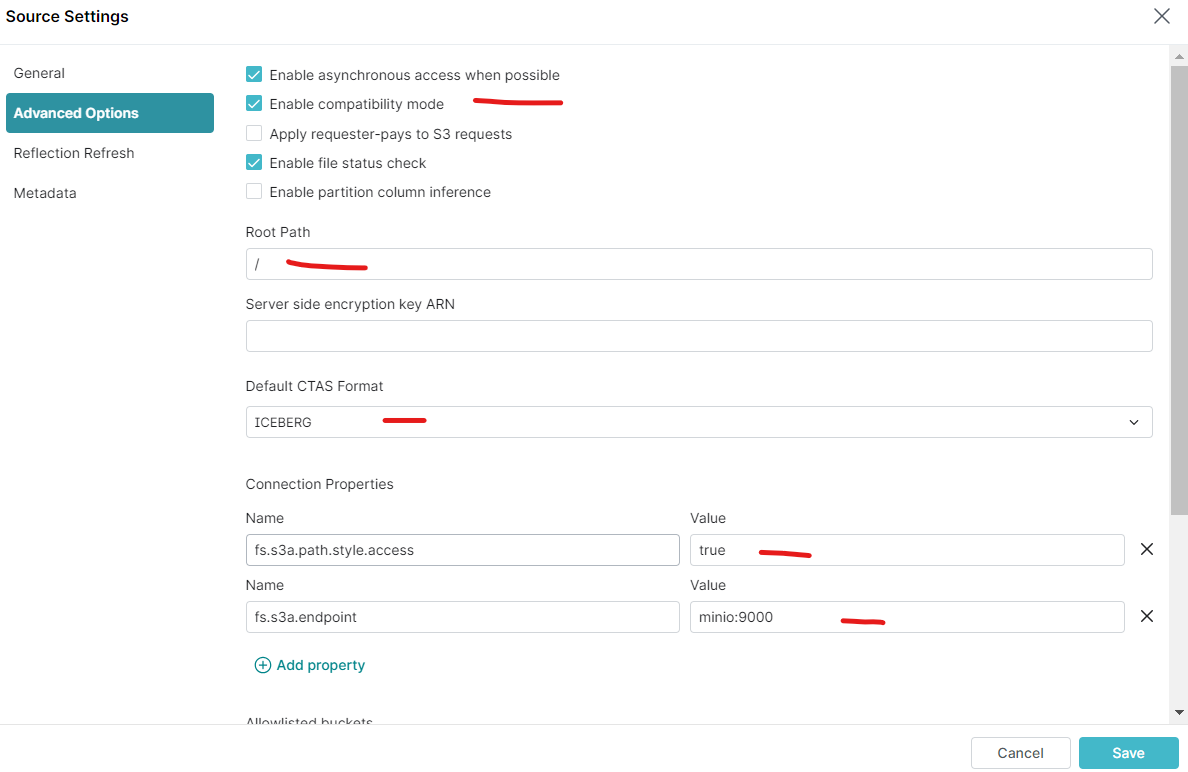 Source Settings
General
Advanced Options
Reflection Refresh
Metadata
Enable asynchronous access when possible
Enable compatibility mode
Apply requester-pays to S3 requests
Enable file status check
Enable partition column inference
Root Path
/
Server side encryption key ARN
Default CTAS Format
ICEBERG
Connection Properties
Name Value
fs.s3a.path.style.access true
Name Value
fs.s3a.endpoint minio:9000
Add property
Allowlisted buckets
Cancel Save